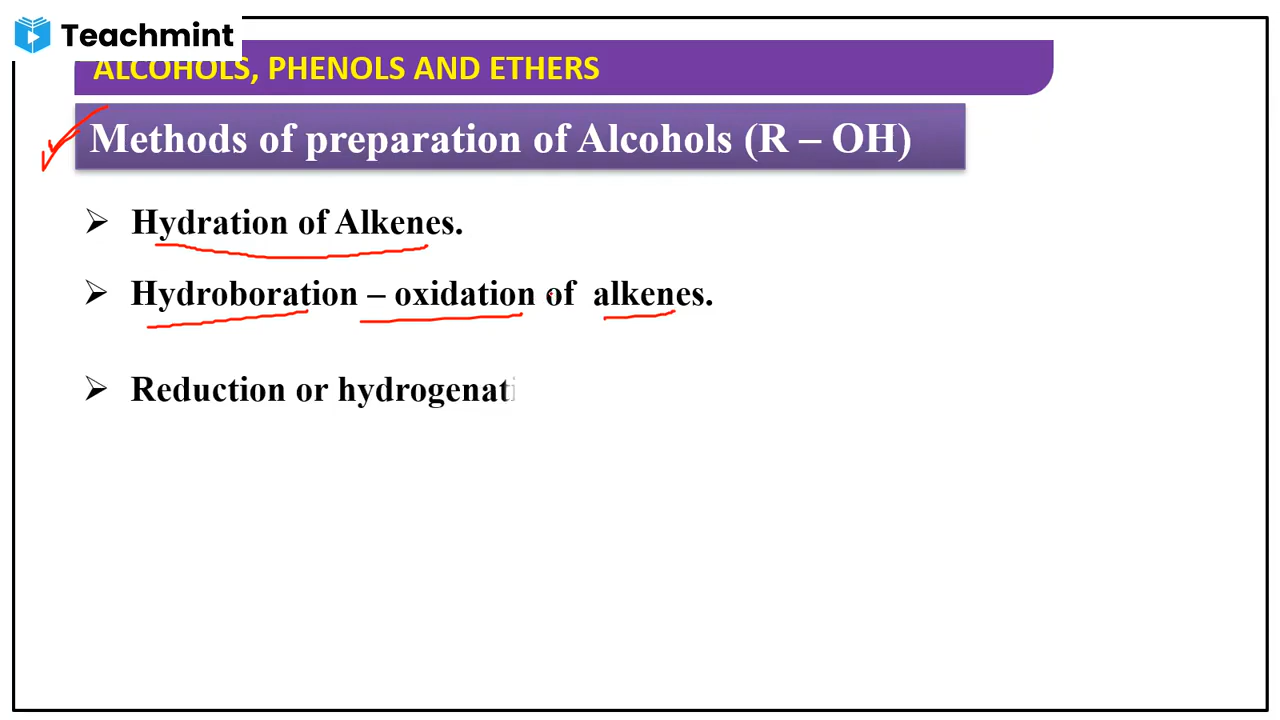 Teachmint
ALCOHOLS, PHENOLS AND ETHERS
Methods of preparation of Alcohols (R – OH)
➢ Hydration of Alkenes.
➢ Hydroboration – oxidation of alkenes.
➢ Reduction or hydrogenati